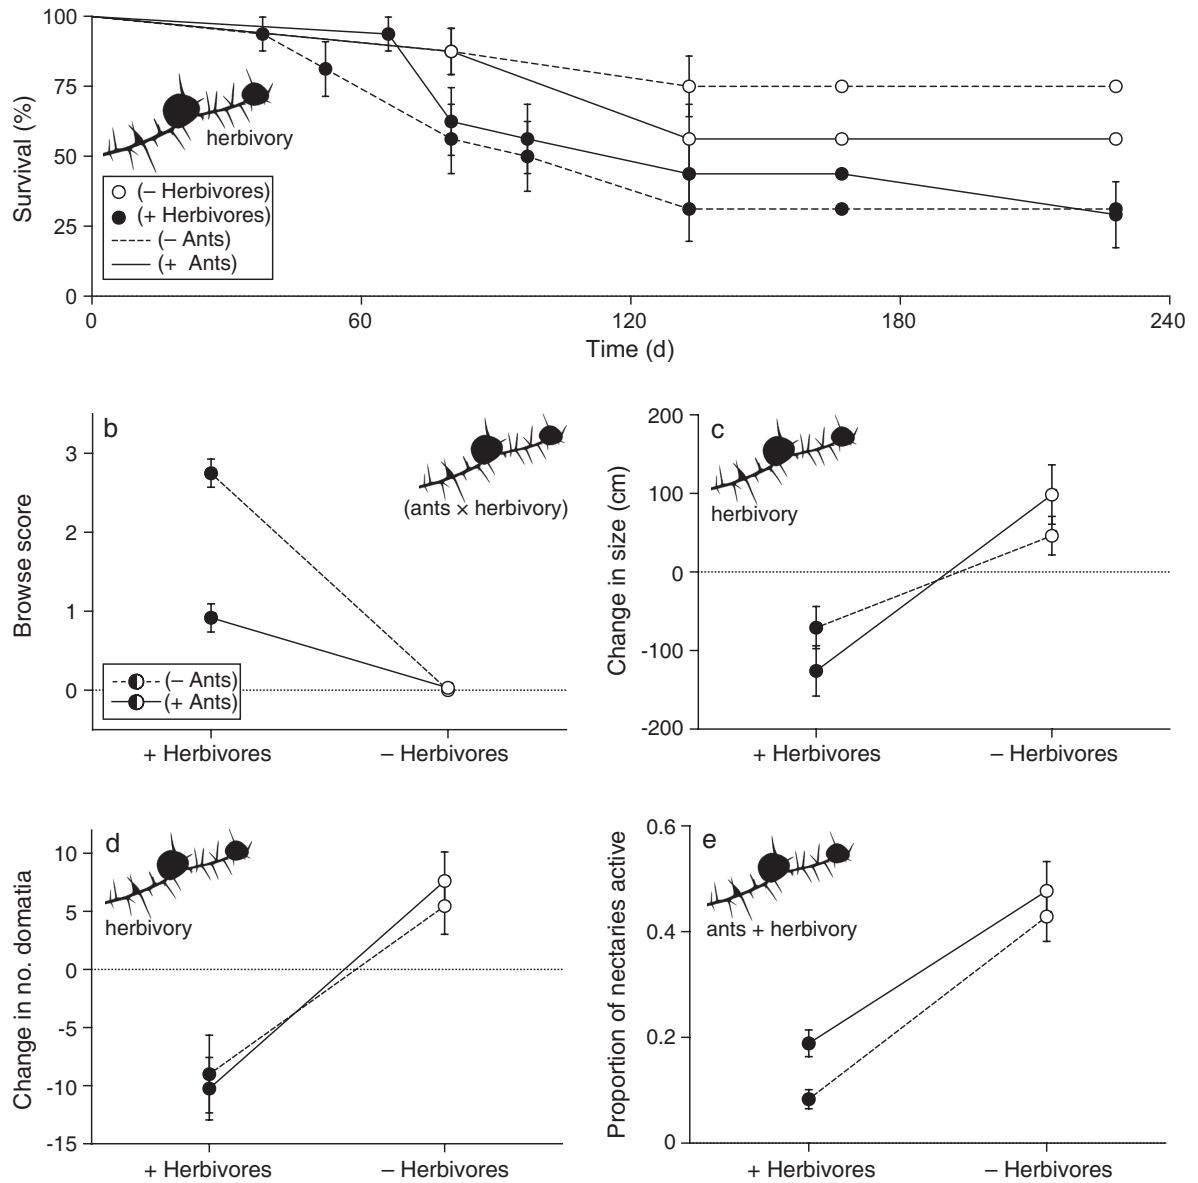 100
75
50
25
0
Survival (%)
herbivory
(– Herbivores)
(+ Herbivores)
(– Ants)
(+ Ants)
0 60 120 180 240
Time (d)
b
3
2
1
0
Browse score
(ants × herbivory)
(– Ants)
(+ Ants)
+ Herbivores – Herbivores
c
200
100
0
-100
-200
Change in size (cm)
herbivory
+ Herbivores – Herbivores
d
10
5
0
-5
-10
-15
Change in no. domatia
herbivory
+ Herbivores – Herbivores
e
0.6
0.4
0.2
0
Proportion of nectaries active
ants + herbivory
+ Herbivores – Herbivores